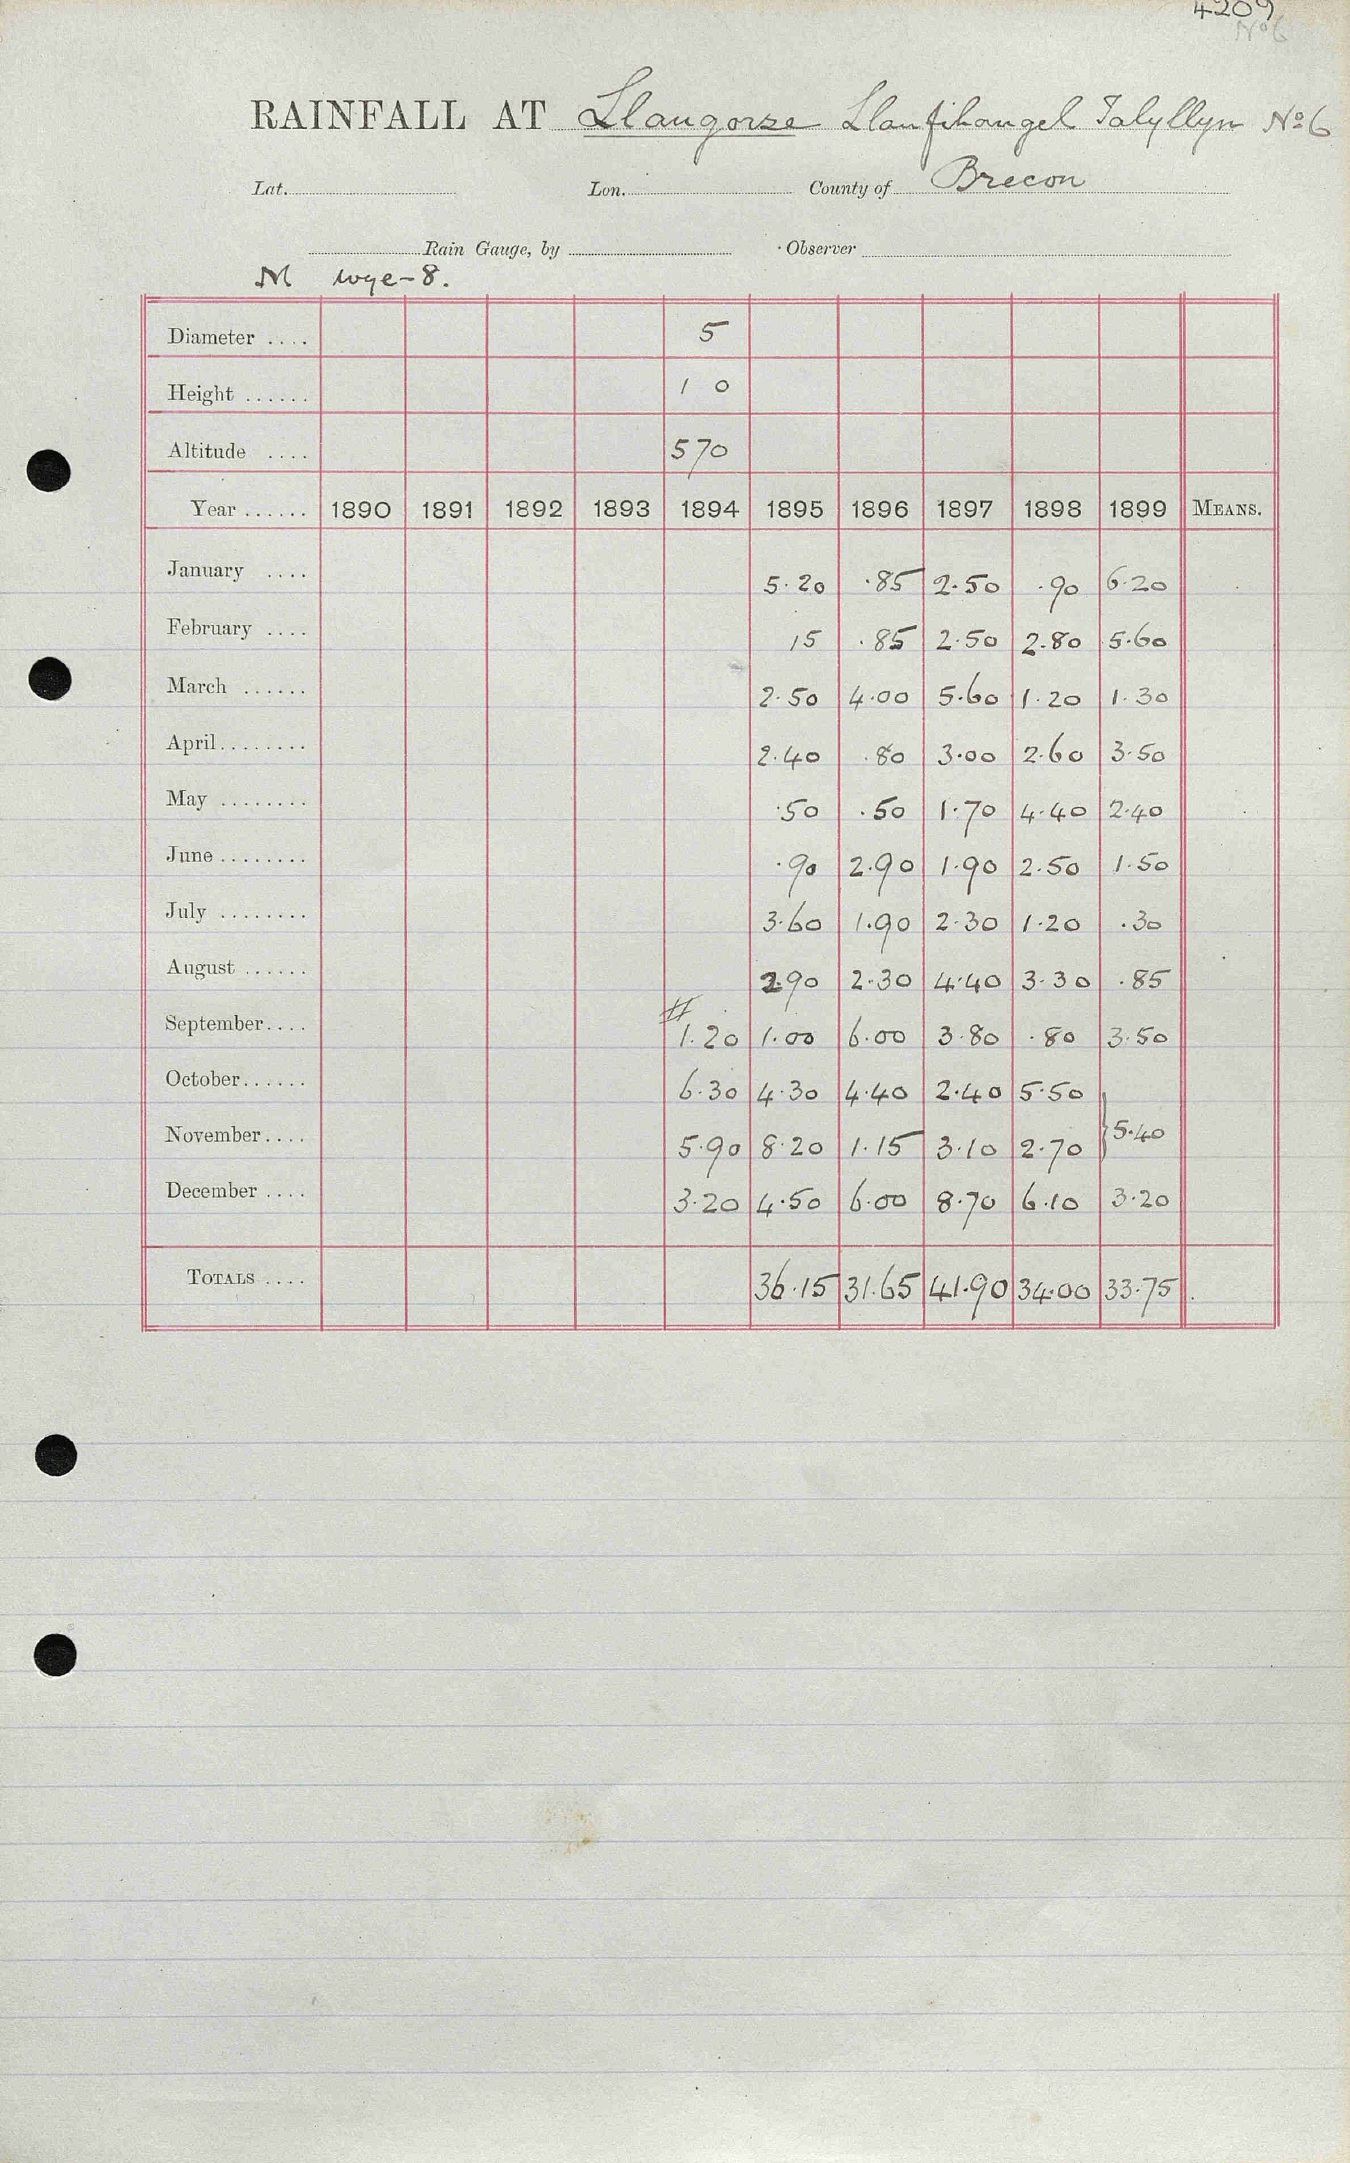 4209
No 6
RAINFALL AT Llangorse Llanfihangel Talyllyn No 6
Lat. Lon. County of Brecon
Rain Gauge, by Observer
M wye-8.
Diameter .... 5
Height ...... 1 0
Altitude .... 570
Year ...... 1890 1891 1892 1893 1894 1895 1896 1897 1898 1899 MEANS.
January .... 5.20 .85 2.50 .90 6.20
February .... 15 .85 2.50 2.80 5.60
March ...... 2.50 4.00 5.60 1.20 1.30
April........ 2.40 .80 3.00 2.60 3.50
May ........ .50 .50 1.70 4.40 2.40
June ........ .90 2.90 1.90 2.50 1.50
July ........ 3.60 1.90 2.30 1.20 .30
August ...... 2.90 2.30 4.40 3.30 .85
September.... # 1.20 1.00 6.00 3.80 .80 3.50
October...... 6.30 4.30 4.40 2.40 5.50
November.... 5.90 8.20 1.15 3.10 2.70 } 5.40
December .... 3.20 4.50 6.00 8.70 6.10 3.20
TOTALS .... 36.15 31.65 41.90 34.00 33.75